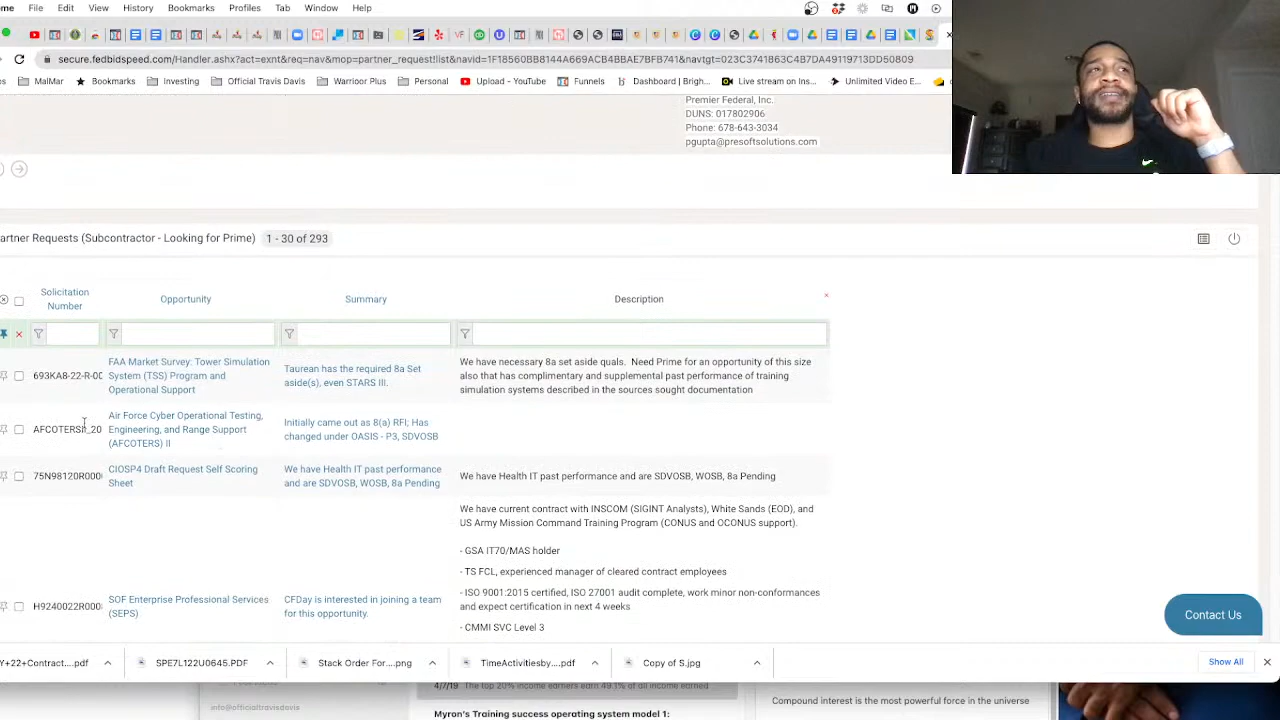 ome File Edit View History Bookmarks Profiles Tab Window Help
secure.fedbidspeed.com/Handler.ashx?act=exnt&req=nav&mop=partner_request!list&navid=1F18560BB8144A669ACB4BBAE7BFB741&navtgt=023C3741863C4B7DA49119713DD50809
MalMar Bookmarks Investing Official Travis Davis Warrioor Plus Personal Upload - YouTube Funnels Dashboard | Brigh... Live stream on Ins... Unlimited Video E...
Premier Federal, Inc.
DUNS: 017802906
Phone: 678-643-3034
pgupta@presoftsolutions.com
artner Requests (Subcontractor - Looking for Prime) 1 - 30 of 293
Solicitation
Number
Opportunity
Summary
Description
693KA8-22-R-00
FAA Market Survey: Tower Simulation
System (TSS) Program and
Operational Support
Taurean has the required 8a Set
aside(s), even STARS III.
We have necessary 8a set aside quals. Need Prime for an opportunity of this size
also that has complimentary and supplemental past performance of training
simulation systems described in the sources sought documentation
AFCOTERSII_20
Air Force Cyber Operational Testing,
Engineering, and Range Support
(AFCOTERS) II
Initially came out as 8(a) RFI; Has
changed under OASIS - P3, SDVOSB
75N98120R000
CIOSP4 Draft Request Self Scoring
Sheet
We have Health IT past performance
and are SDVOSB, WOSB, 8a Pending
We have Health IT past performance and are SDVOSB, WOSB, 8a Pending
H9240022R000
SOF Enterprise Professional Services
(SEPS)
CFDay is interested in joining a team
for this opportunity.
We have current contract with INSCOM (SIGINT Analysts), White Sands (EOD), and
US Army Mission Command Training Program (CONUS and OCONUS support).
- GSA IT70/MAS holder
- TS FCL, experienced manager of cleared contract employees
- ISO 9001:2015 certified, ISO 27001 audit complete, work minor non-conformances
and expect certification in next 4 weeks
- CMMI SVC Level 3
Contact Us
Y+22+Contract....pdf SPE7L122U0645.PDF Stack Order For....png TimeActivitiesby....pdf Copy of S.jpg Show All
info@officialtravisdavis
4/7/19 The top 20% income earners earn 49.1% of all income earned
Myron's Training success operating system model 1:
Compound interest is the most powerful force in the universe